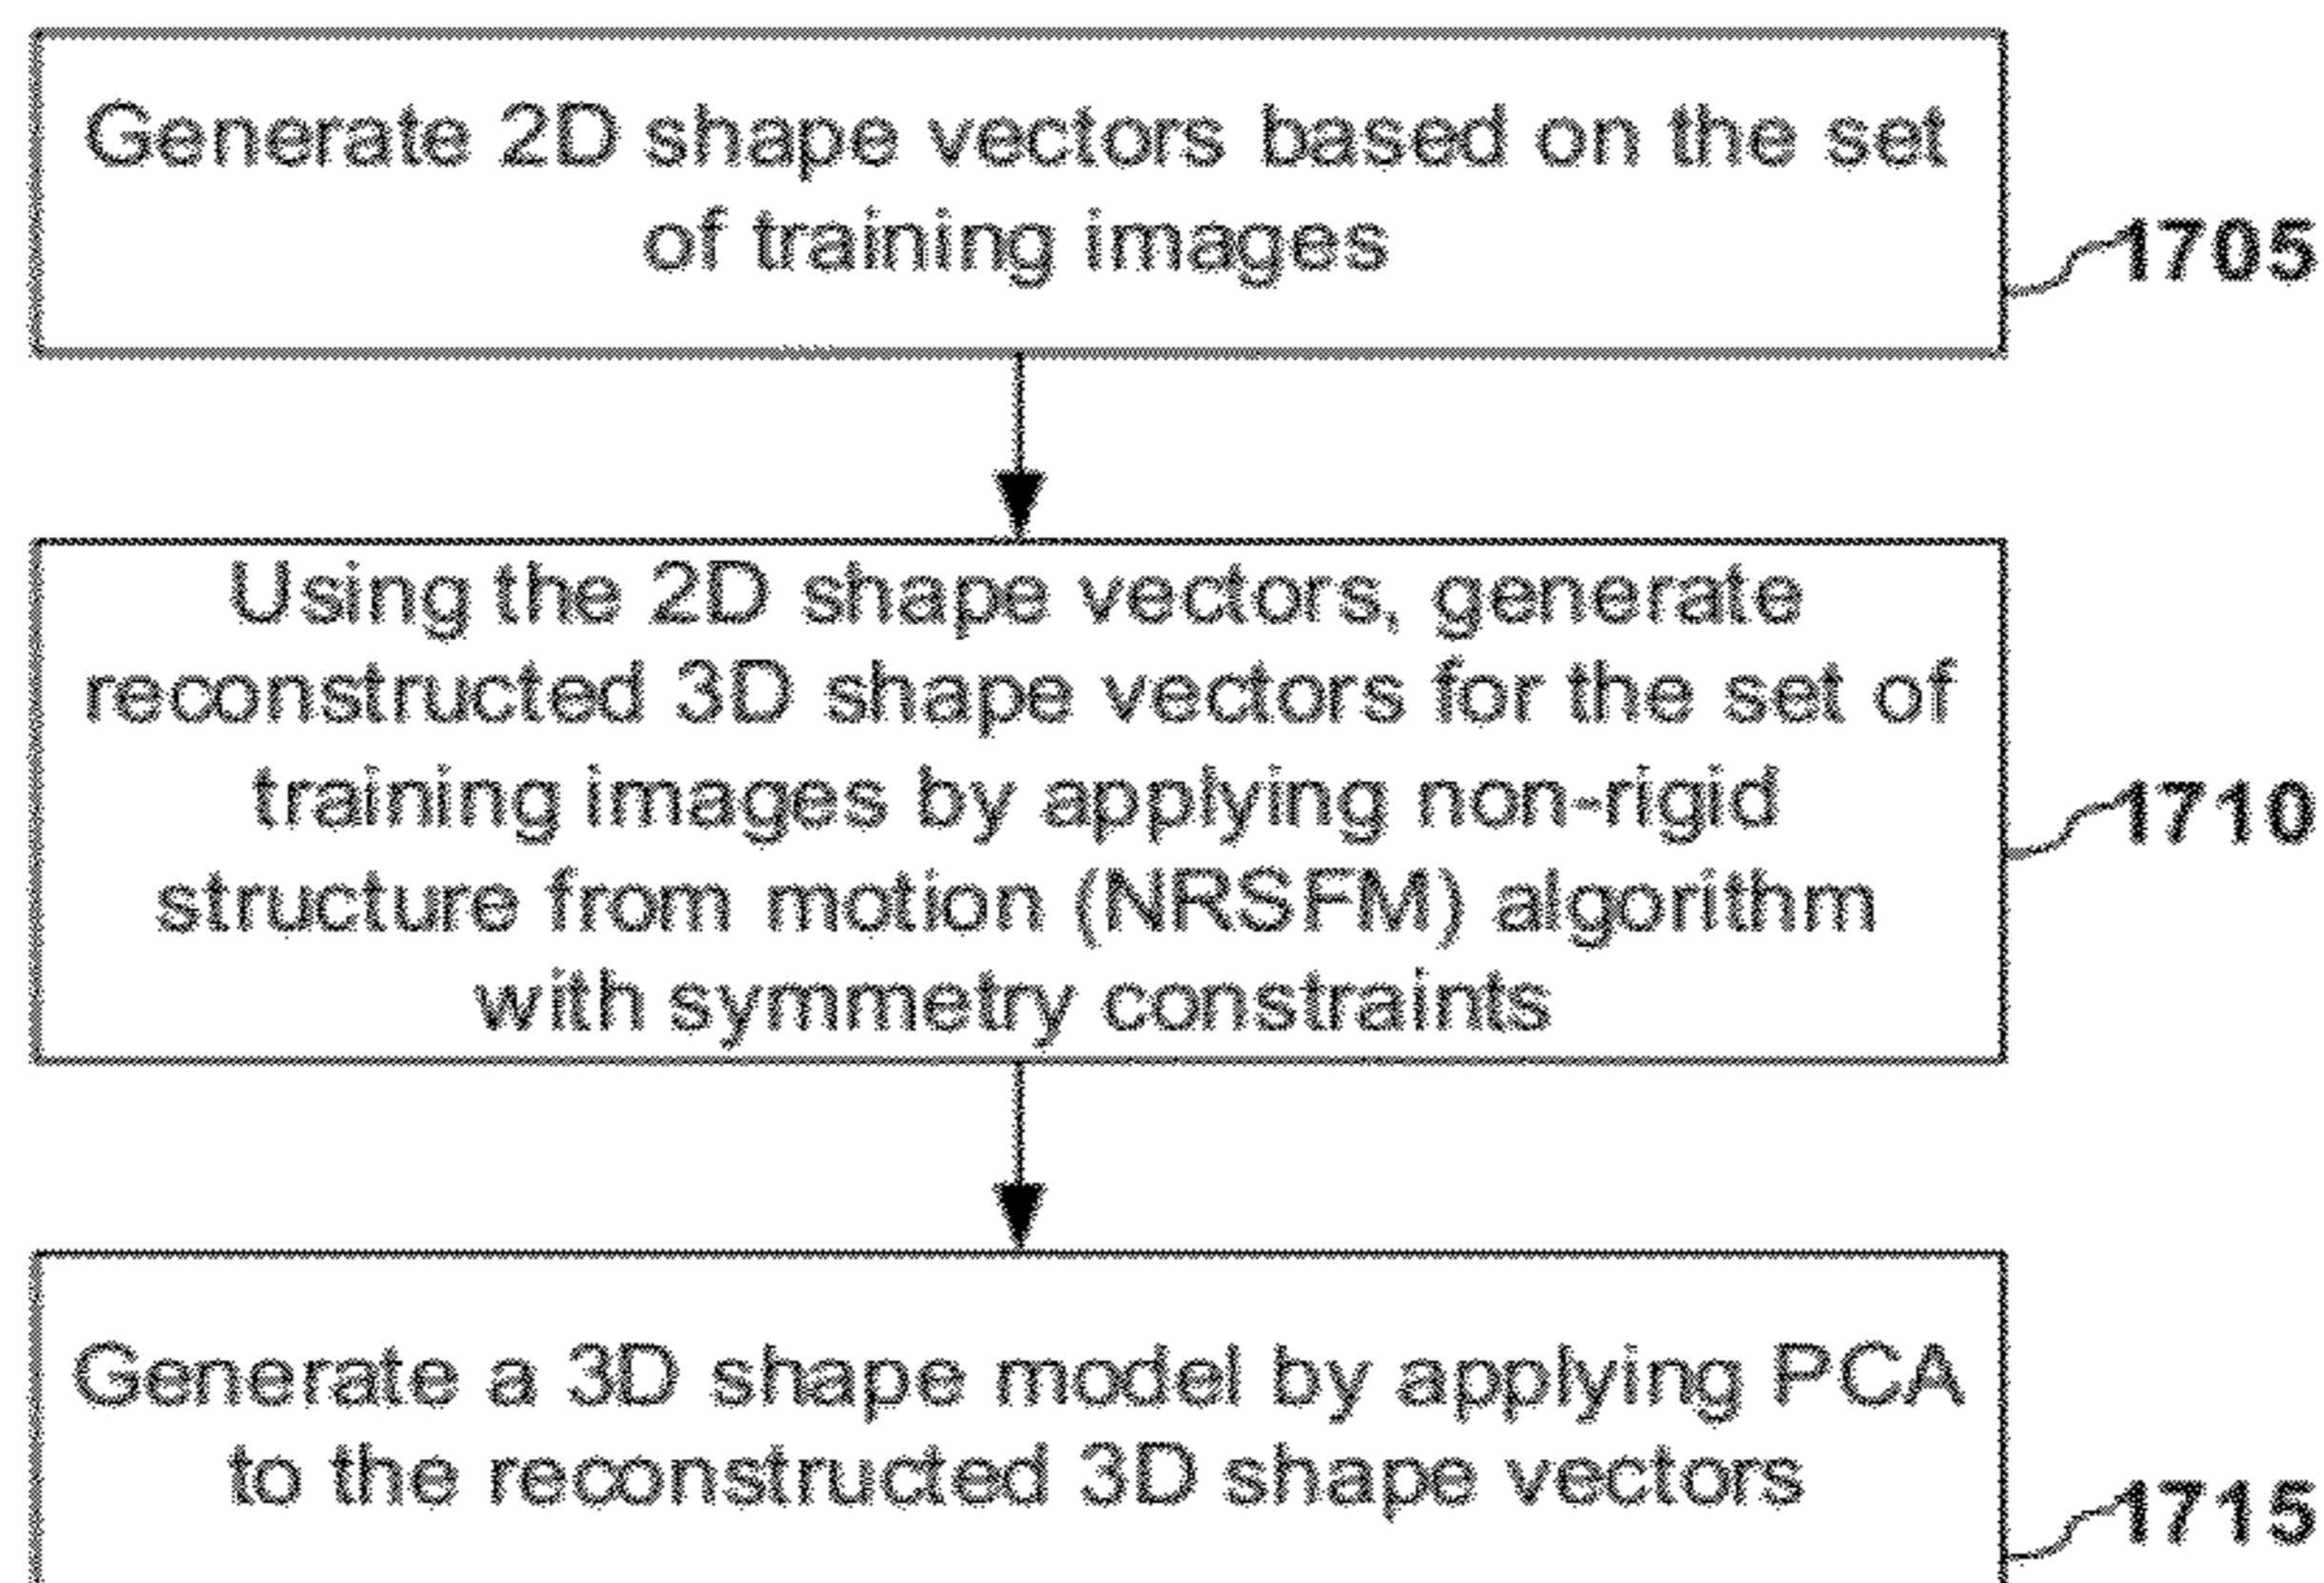 Generate 2D shape vectors based on the set
of training images
1705
Using the 2D shape vectors, generate
reconstructed 3D shape vectors for the set of
training images by applying non-rigid
structure from motion (NRSFM) algorithm
with symmetry constraints
1710
Generate a 3D shape model by applying PCA
to the reconstructed 3D shape vectors
1715